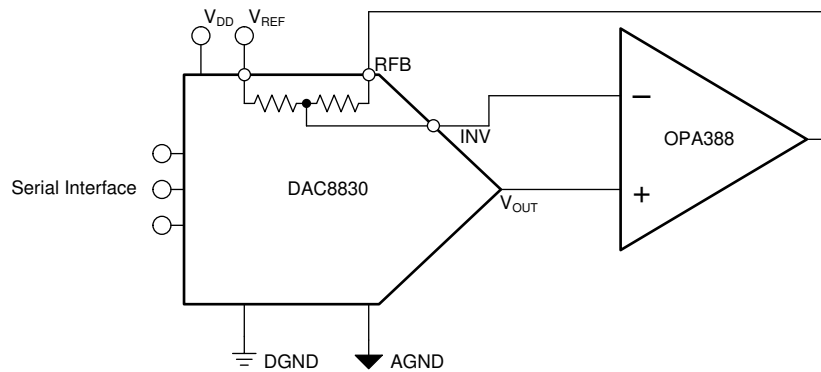 V_DD V_REF
RFB
INV
− OPA388
Serial Interface DAC8830 +
V_OUT
DGND AGND